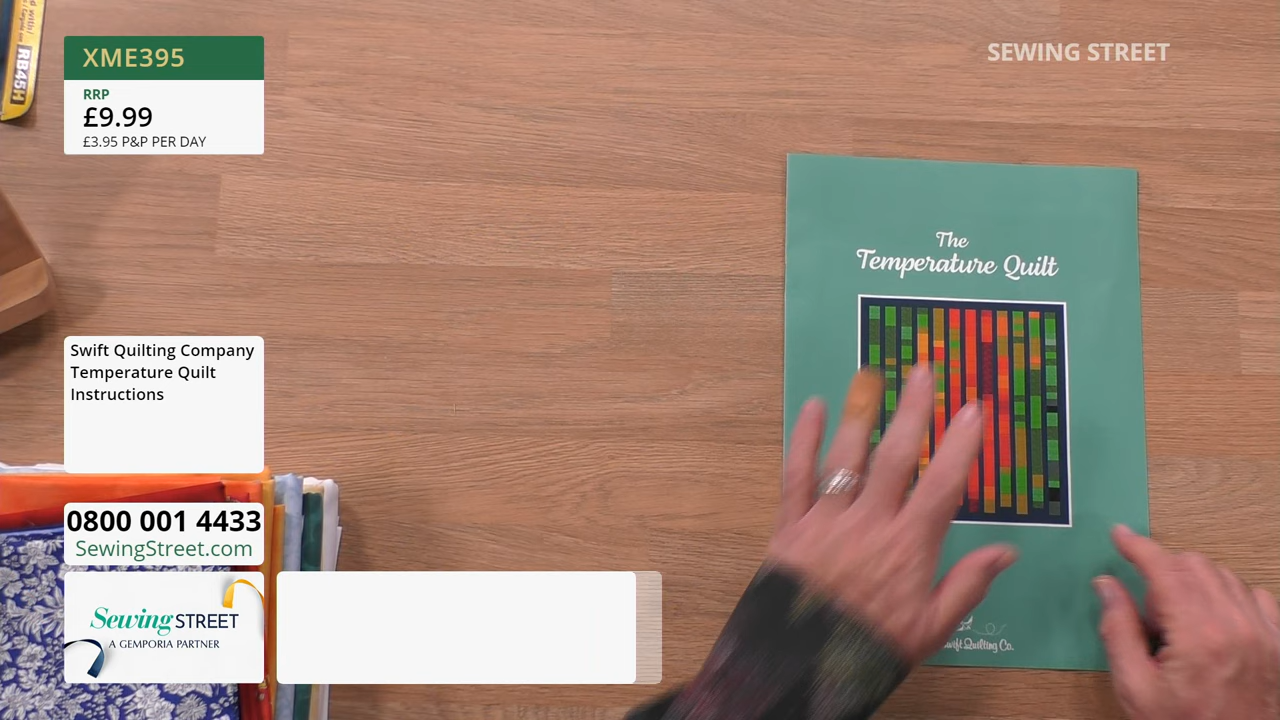 XME395
RRP
£9.99
£3.95 P&P PER DAY
SEWING STREET
RB45H
The
Temperature Quilt
Swift Quilting Company
Temperature Quilt
Instructions
0800 001 4433
SewingStreet.com
Sewing STREET
A GEMPORIA PARTNER
Quilting Co.